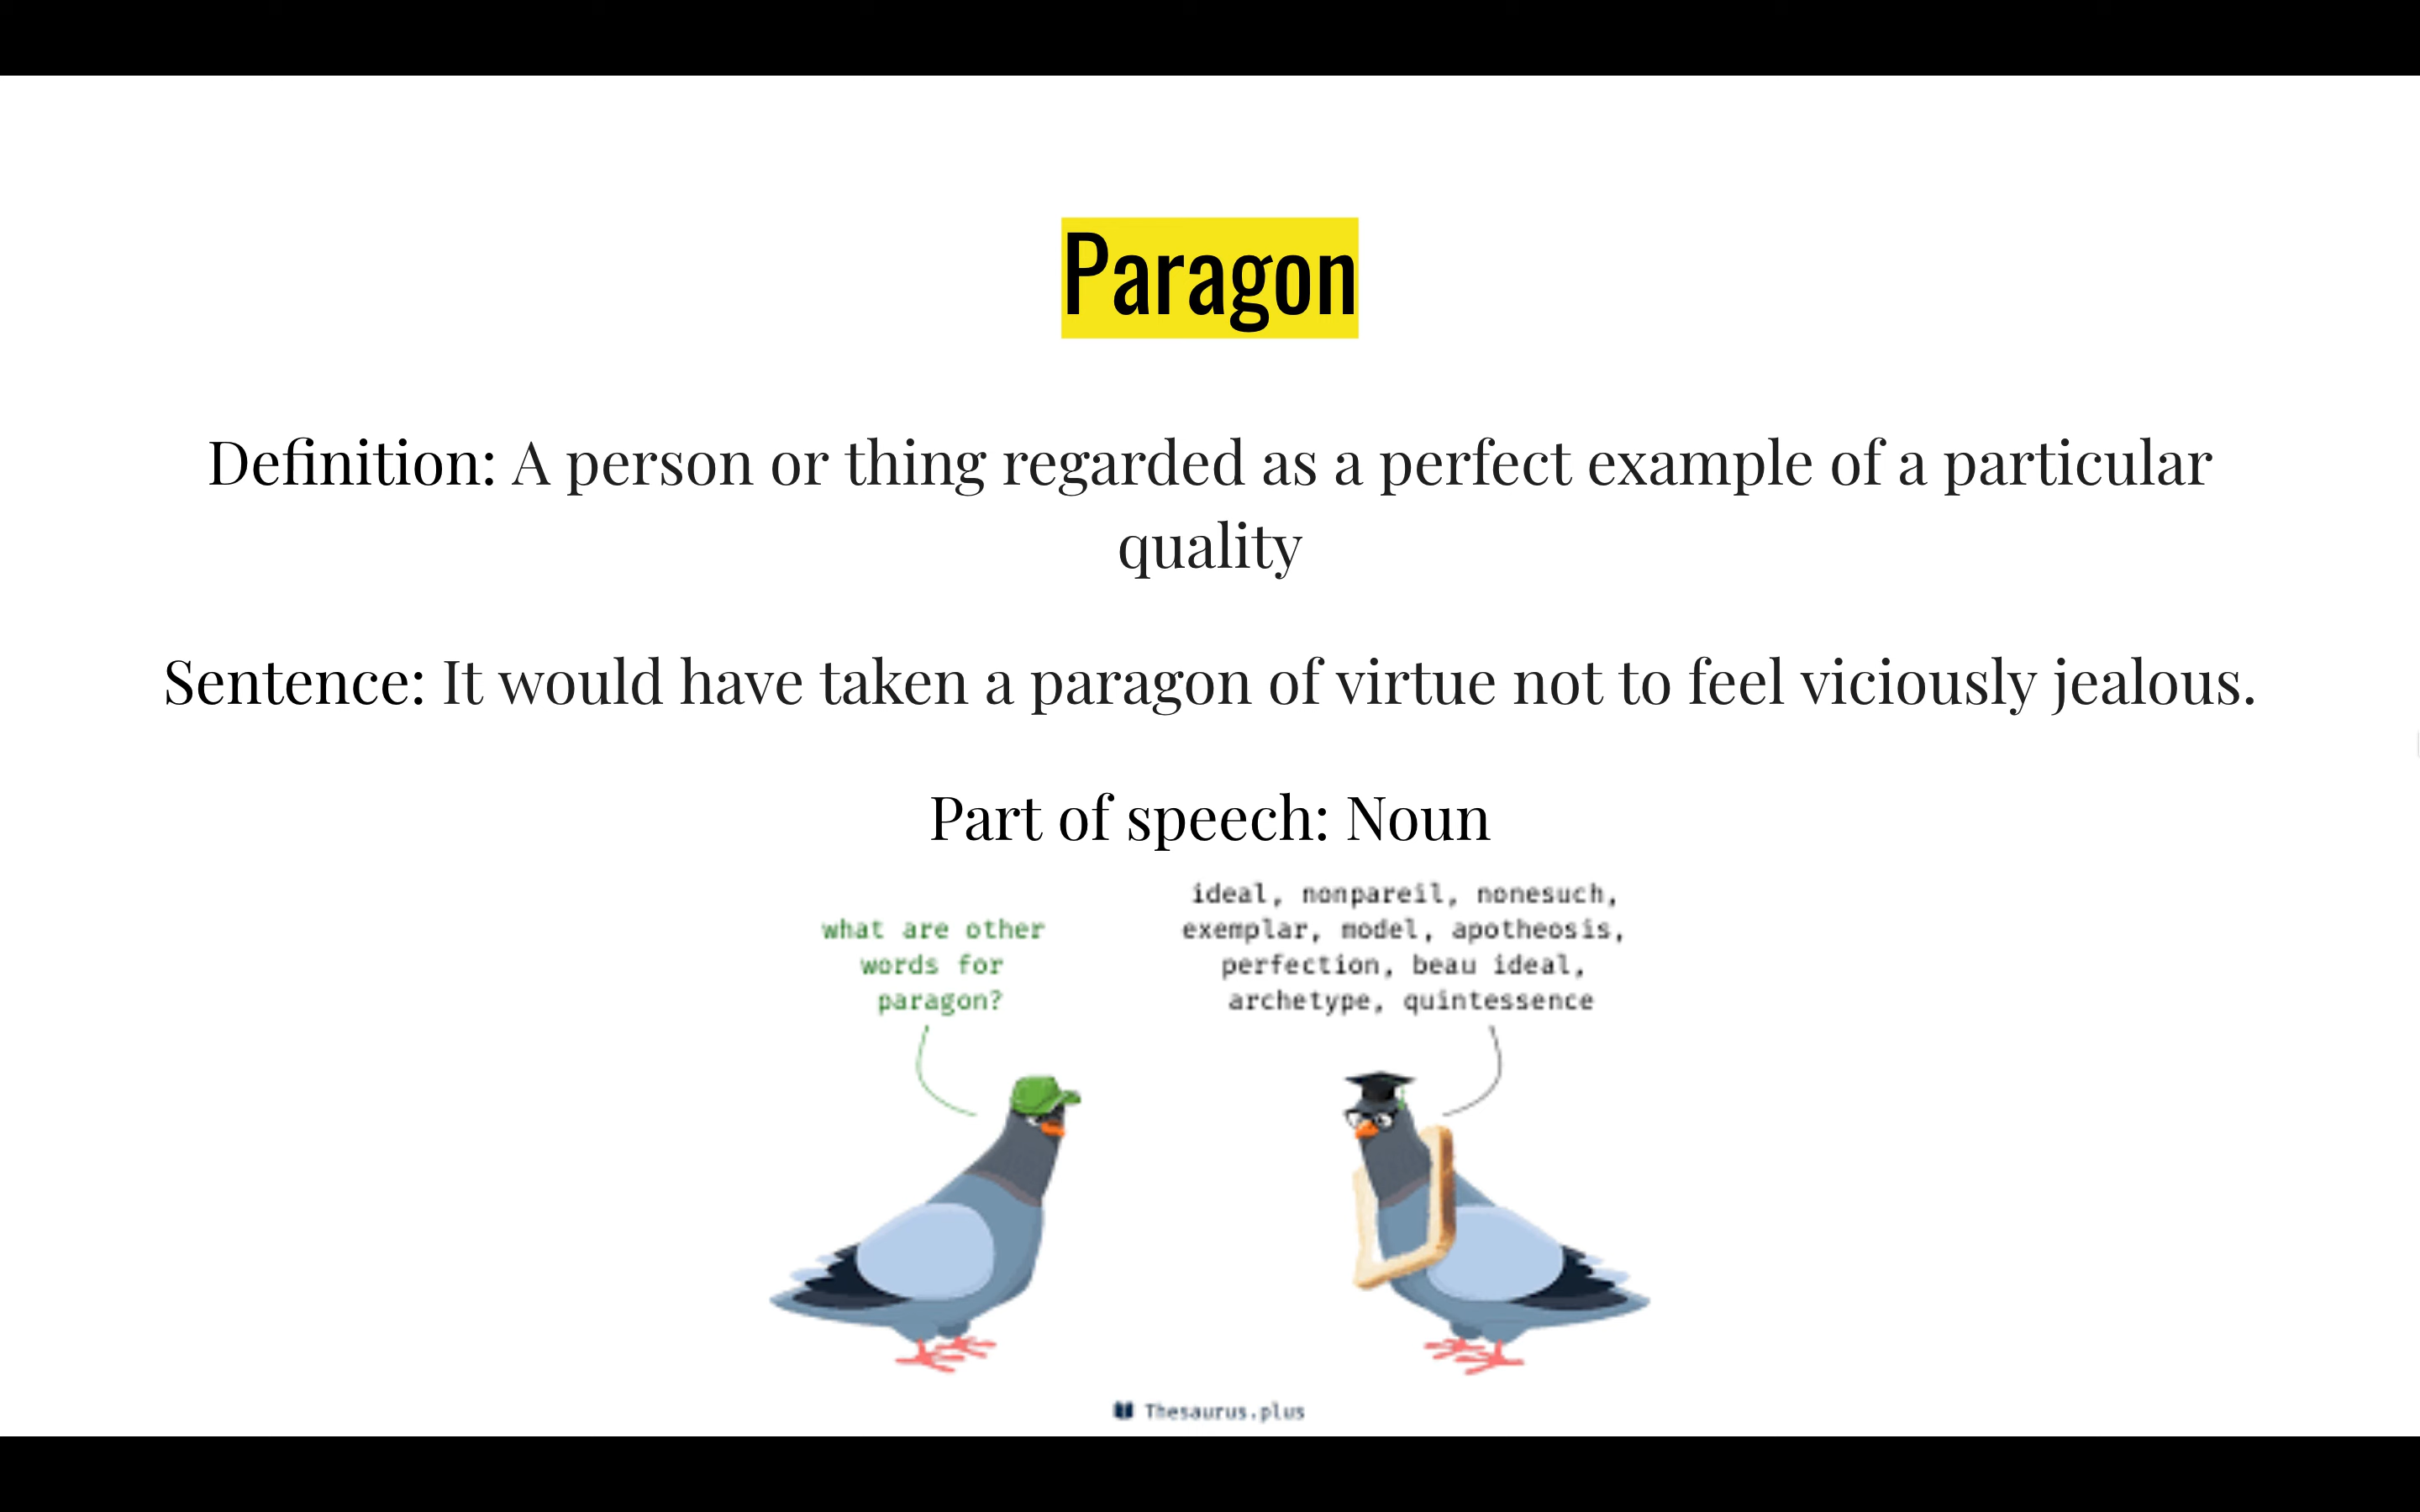 Paragon
Definition: A person or thing regarded as a perfect example of a particular
quality
Sentence: It would have taken a paragon of virtue not to feel viciously jealous.
Part of speech: Noun
what are other
words for
paragon?
ideal, nonpareil, nonesuch,
exemplar, model, apotheosis,
perfection, beau ideal,
archetype, quintessence
Thesaurus.plus